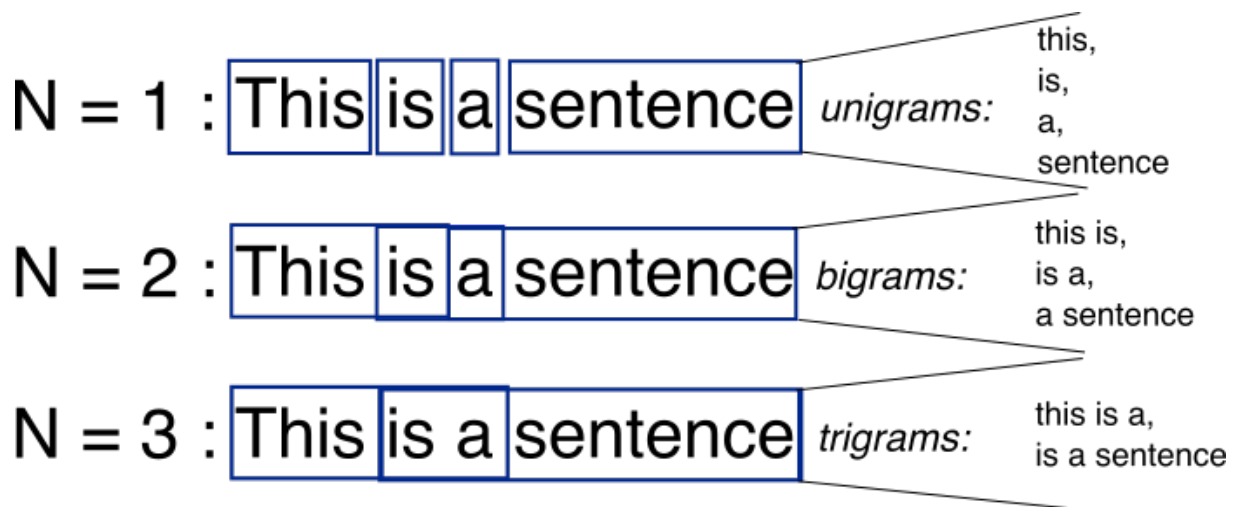 N = 1 : This is a sentence unigrams:
this,
is,
a,
sentence
N = 2 : This is a sentence bigrams:
this is,
is a,
a sentence
N = 3 : This is a sentence trigrams:
this is a,
is a sentence